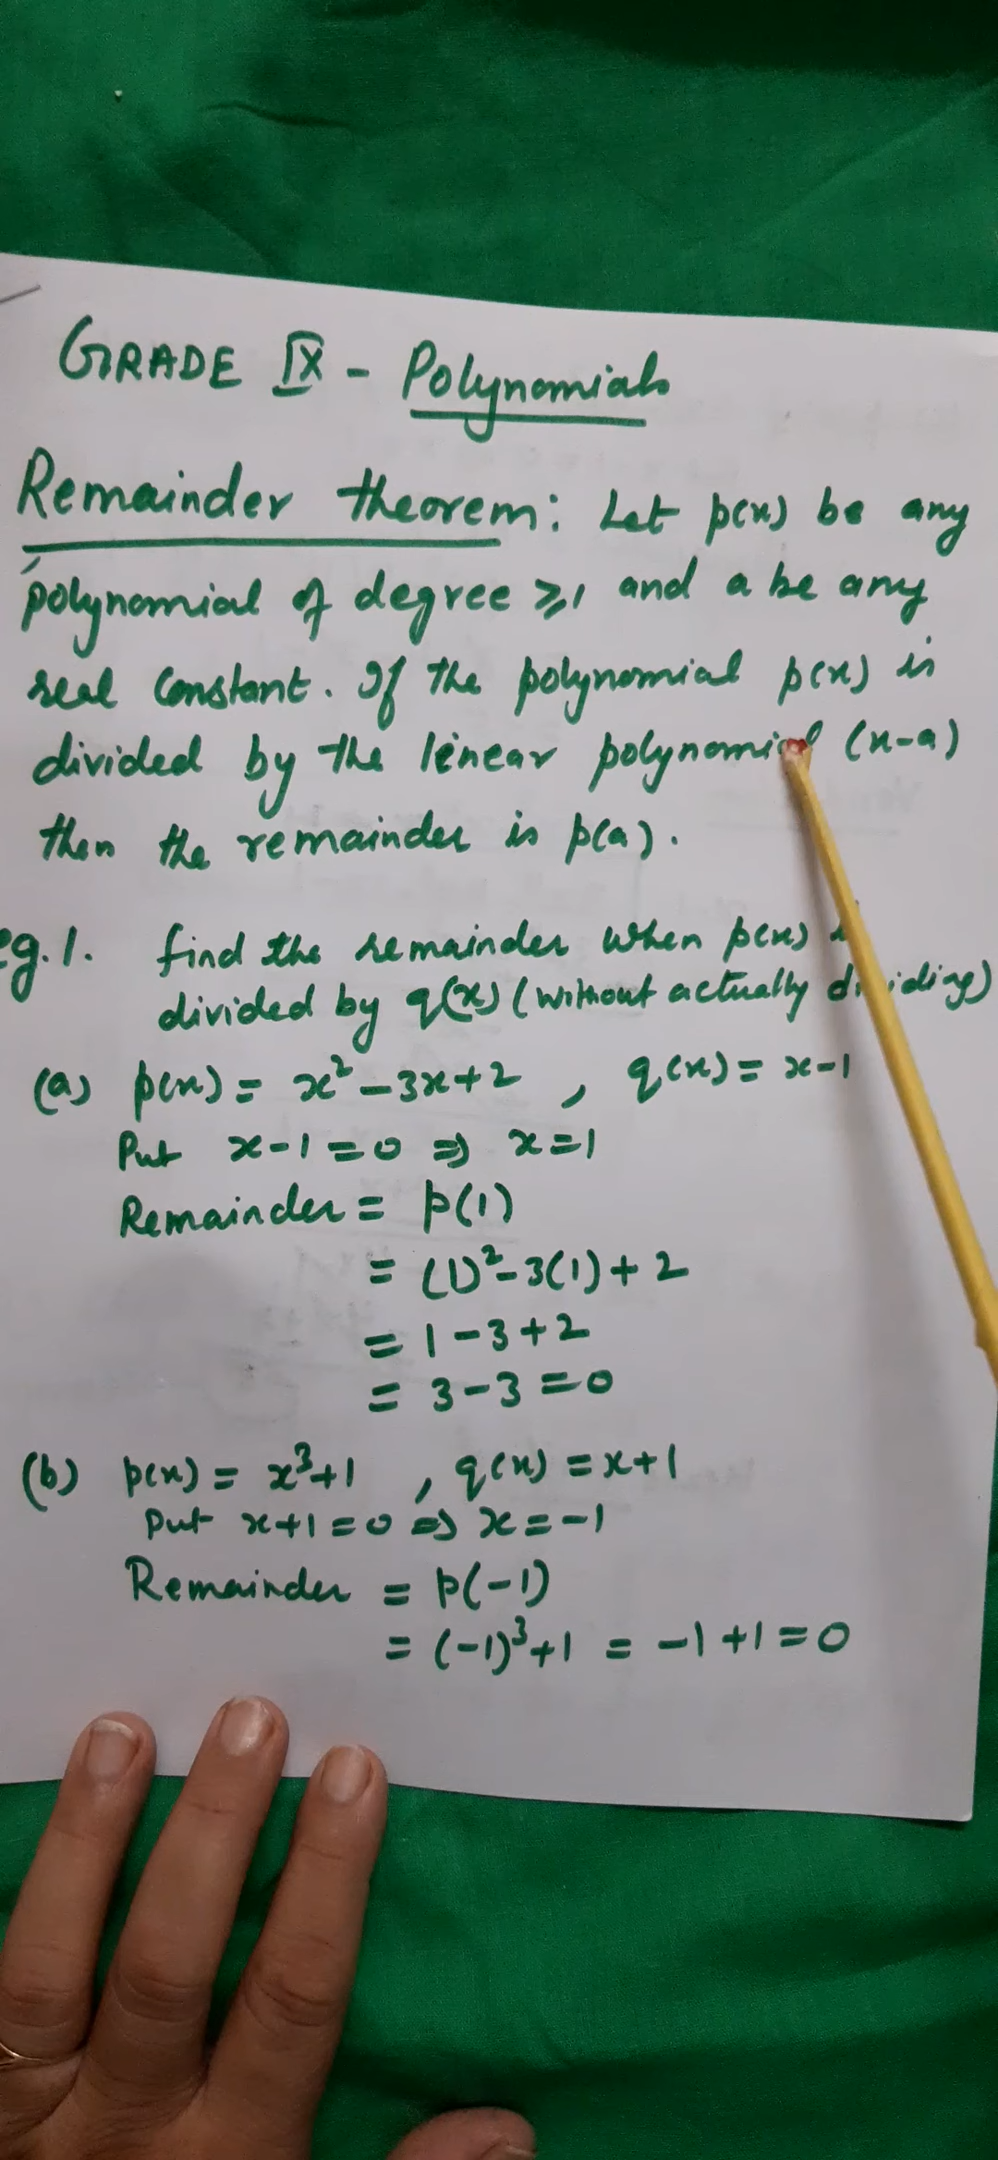 GRADE IX - Polynomials
Remainder theorem: Let p(x) be any
polynomial of degree ≥1 and a be any
real constant. If the polynomial p(x) is
divided by the linear polynomial (x-a)
then the remainder is p(a).
eg.1. find the remainder when p(x)
divided by q(x) (without actually dividing)
(a) p(x) = x² - 3x+2 , q(x) = x-1
Put x-1=0 ⇒ x=1
Remainder = p(1)
= (1)²-3(1)+2
= 1-3+2
= 3-3=0
(b) p(x) = x³+1 , q(x) = x+1
Put x+1=0 ⇒ x=-1
Remainder = p(-1)
= (-1)³+1 = -1+1=0